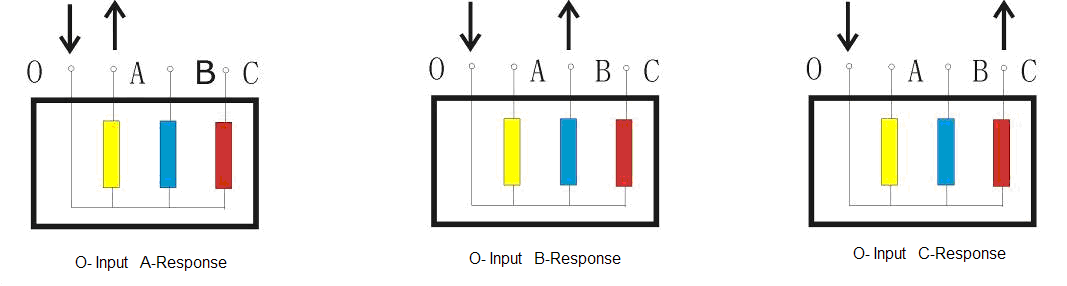 O A B C
O- Input A-Response
O A B C
O- Input B-Response
O A B C
O- Input C-Response